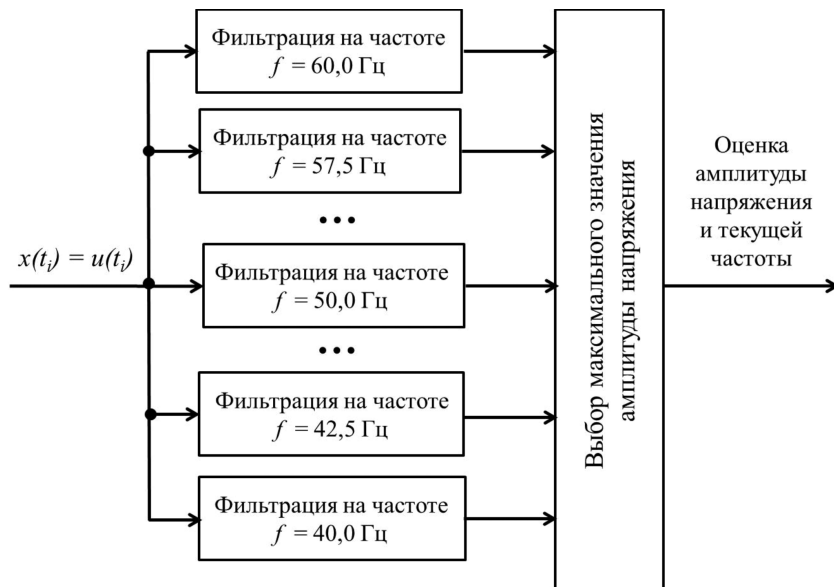 Фильтрация на частоте
f = 60,0 Гц
Фильтрация на частоте
f = 57,5 Гц
...
x(tᵢ) = u(tᵢ)
Фильтрация на частоте
f = 50,0 Гц
...
Фильтрация на частоте
f = 42,5 Гц
Фильтрация на частоте
f = 40,0 Гц
Выбор максимального значения
амплитуды напряжения
Оценка
амплитуды
напряжения
и текущей
частоты